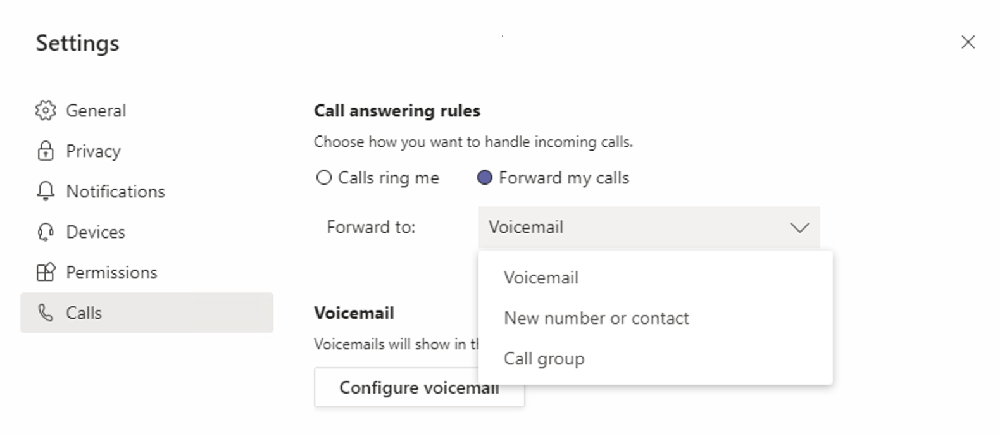 Settings
General
Privacy
Notifications
Devices
Permissions
Calls
Call answering rules
Choose how you want to handle incoming calls.
Calls ring me
Forward my calls
Forward to:
Voicemail
Voicemail
New number or contact
Call group
Voicemail
Voicemails will show in
Configure voicemail